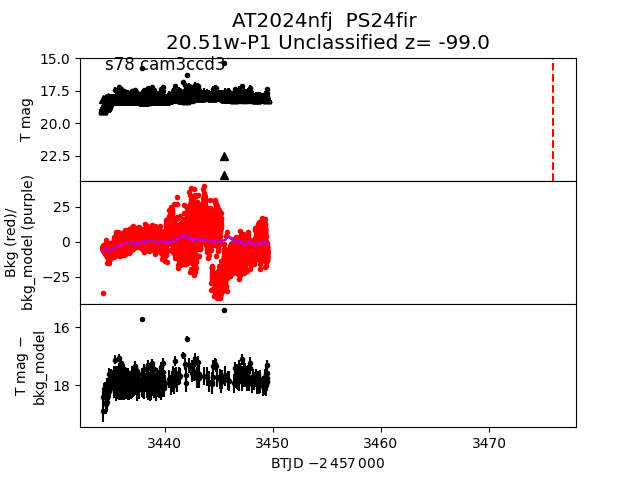 AT2024nfj  PS24fir
20.51w-P1 Unclassified z= -99.0
s78 cam3ccd3
15.0
17.5
20.0
22.5
T mag
25
0
−25
Bkg (red)/
bkg_model (purple)
16
18
T mag −
bkg_model
3440
3450
3460
3470
BTJD −2 457 000